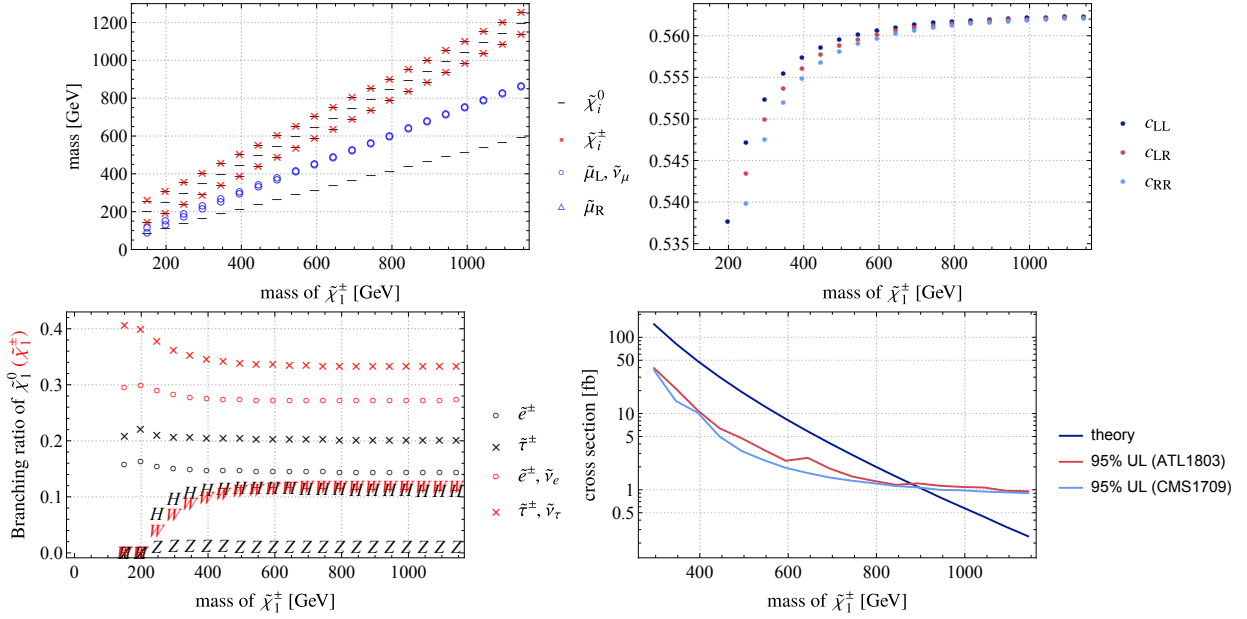 1200
1000
800
600
400
200
0
mass [GeV]
200 400 600 800 1000
mass of χ̃₁± [GeV]
χ̃ᵢ⁰
χ̃ᵢ±
μ̃L, ν̃μ
μ̃R
0.560
0.555
0.550
0.545
0.540
0.535
200 400 600 800 1000
mass of χ̃₁± [GeV]
cLL
cLR
cRR
0.4
0.3
0.2
0.1
0.0
Branching ratio of χ̃₁⁰ (χ̃₁±)
H
W
Z
0 200 400 600 800 1000
mass of χ̃₁± [GeV]
ẽ±
τ̃±
ẽ±, ν̃e
τ̃±, ν̃τ
100
50
10
5
1
0.5
cross section [fb]
400 600 800 1000
mass of χ̃₁± [GeV]
theory
95% UL (ATL1803)
95% UL (CMS1709)